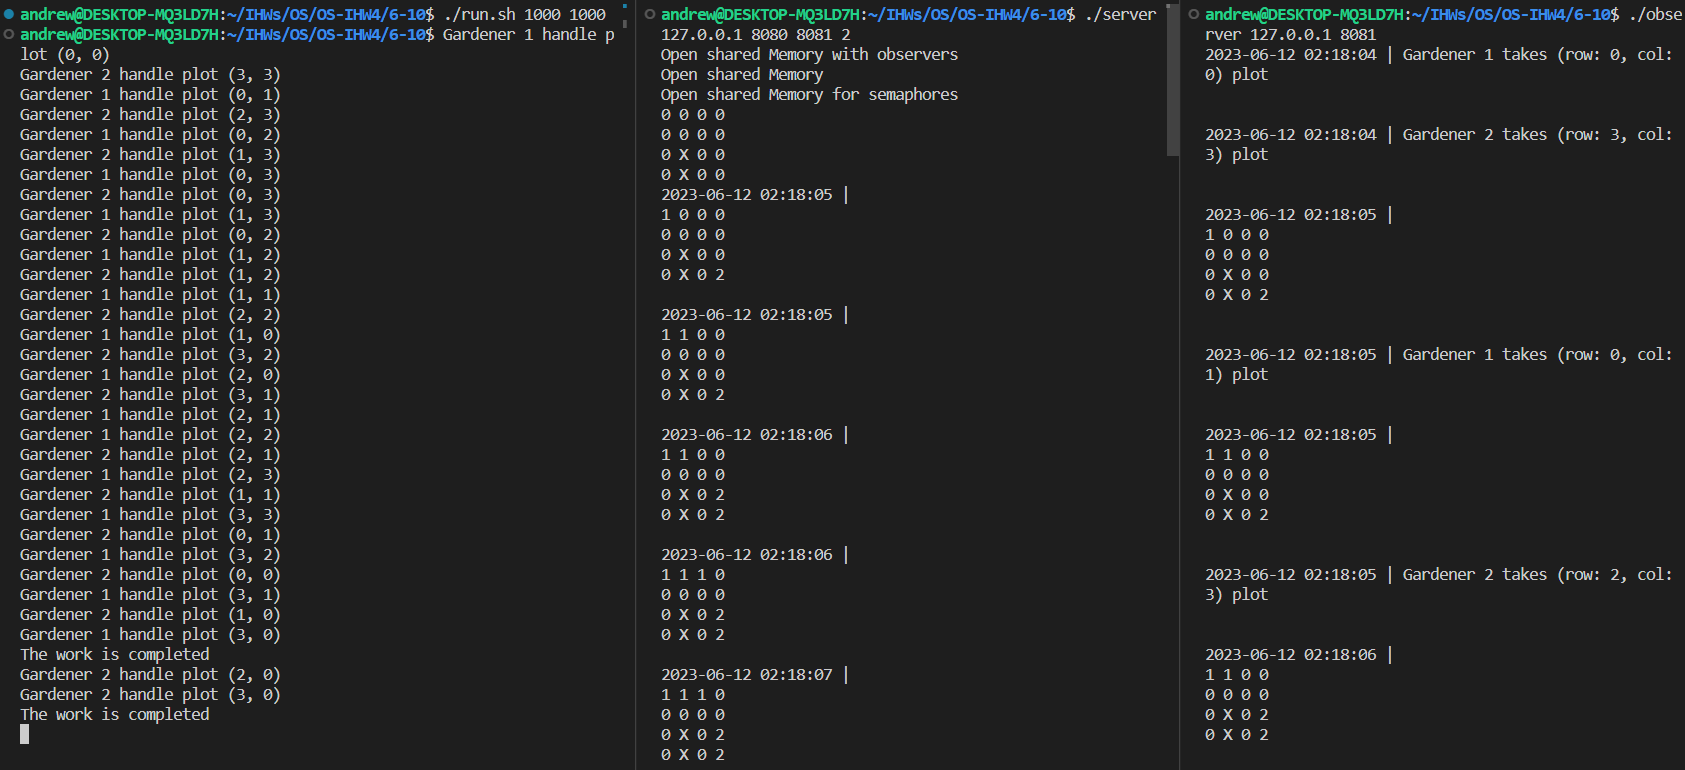 andrew@DESKTOP-MQ3LD7H:~/IHWs/OS/OS-IHW4/6-10$ ./run.sh 1000 1000
andrew@DESKTOP-MQ3LD7H:~/IHWs/OS/OS-IHW4/6-10$ Gardener 1 handle p
lot (0, 0)
Gardener 2 handle plot (3, 3)
Gardener 1 handle plot (0, 1)
Gardener 2 handle plot (2, 3)
Gardener 1 handle plot (0, 2)
Gardener 2 handle plot (1, 3)
Gardener 1 handle plot (0, 3)
Gardener 2 handle plot (0, 3)
Gardener 1 handle plot (1, 3)
Gardener 2 handle plot (0, 2)
Gardener 1 handle plot (1, 2)
Gardener 2 handle plot (1, 2)
Gardener 1 handle plot (1, 1)
Gardener 2 handle plot (2, 2)
Gardener 1 handle plot (1, 0)
Gardener 2 handle plot (3, 2)
Gardener 1 handle plot (2, 0)
Gardener 2 handle plot (3, 1)
Gardener 1 handle plot (2, 1)
Gardener 1 handle plot (2, 2)
Gardener 2 handle plot (2, 1)
Gardener 1 handle plot (2, 3)
Gardener 2 handle plot (1, 1)
Gardener 1 handle plot (3, 3)
Gardener 2 handle plot (0, 1)
Gardener 1 handle plot (3, 2)
Gardener 2 handle plot (0, 0)
Gardener 1 handle plot (3, 1)
Gardener 2 handle plot (1, 0)
Gardener 1 handle plot (3, 0)
The work is completed
Gardener 2 handle plot (2, 0)
Gardener 2 handle plot (3, 0)
The work is completed
andrew@DESKTOP-MQ3LD7H:~/IHWs/OS/OS-IHW4/6-10$ ./server
127.0.0.1 8080 8081 2
Open shared Memory with observers
Open shared Memory
Open shared Memory for semaphores
0 0 0 0
0 0 0 0
0 X 0 0
0 X 0 0
2023-06-12 02:18:05 |
1 0 0 0
0 0 0 0
0 X 0 0
0 X 0 2
2023-06-12 02:18:05 |
1 1 0 0
0 0 0 0
0 X 0 0
0 X 0 2
2023-06-12 02:18:06 |
1 1 0 0
0 0 0 0
0 X 0 2
0 X 0 2
2023-06-12 02:18:06 |
1 1 1 0
0 0 0 0
0 X 0 2
0 X 0 2
2023-06-12 02:18:07 |
1 1 1 0
0 0 0 0
0 X 0 2
0 X 0 2
andrew@DESKTOP-MQ3LD7H:~/IHWs/OS/OS-IHW4/6-10$ ./obse
rver 127.0.0.1 8081
2023-06-12 02:18:04 | Gardener 1 takes (row: 0, col:
0) plot
2023-06-12 02:18:04 | Gardener 2 takes (row: 3, col:
3) plot
2023-06-12 02:18:05 |
1 0 0 0
0 0 0 0
0 X 0 0
0 X 0 2
2023-06-12 02:18:05 | Gardener 1 takes (row: 0, col:
1) plot
2023-06-12 02:18:05 |
1 1 0 0
0 0 0 0
0 X 0 0
0 X 0 2
2023-06-12 02:18:05 | Gardener 2 takes (row: 2, col:
3) plot
2023-06-12 02:18:06 |
1 1 0 0
0 0 0 0
0 X 0 2
0 X 0 2